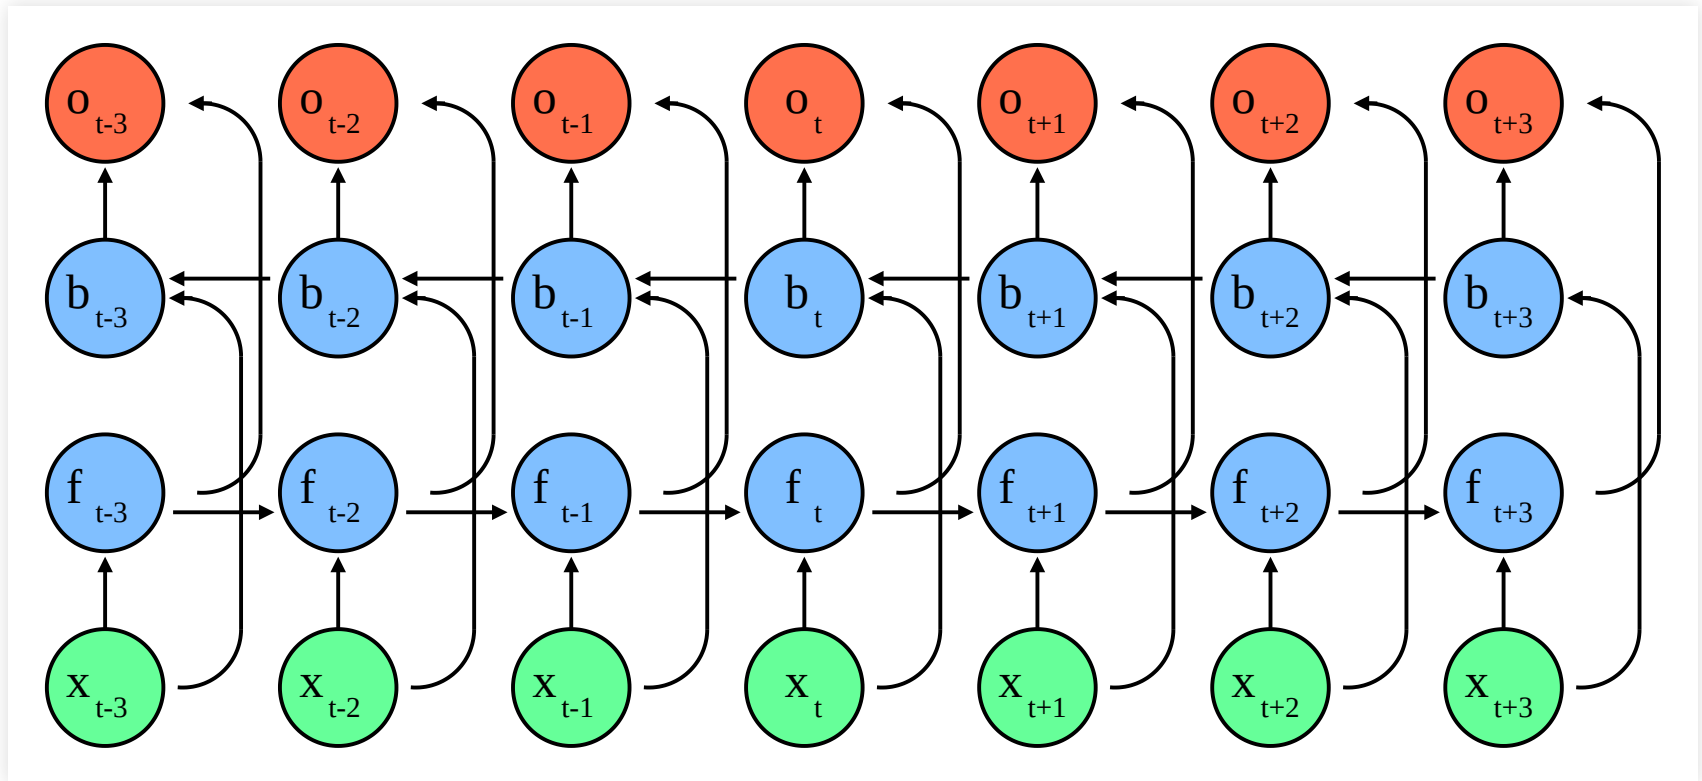 o t-3 o t-2 o t-1 o t o t+1 o t+2 o t+3
b t-3 b t-2 b t-1 b t b t+1 b t+2 b t+3
f t-3 f t-2 f t-1 f t f t+1 f t+2 f t+3
x t-3 x t-2 x t-1 x t x t+1 x t+2 x t+3